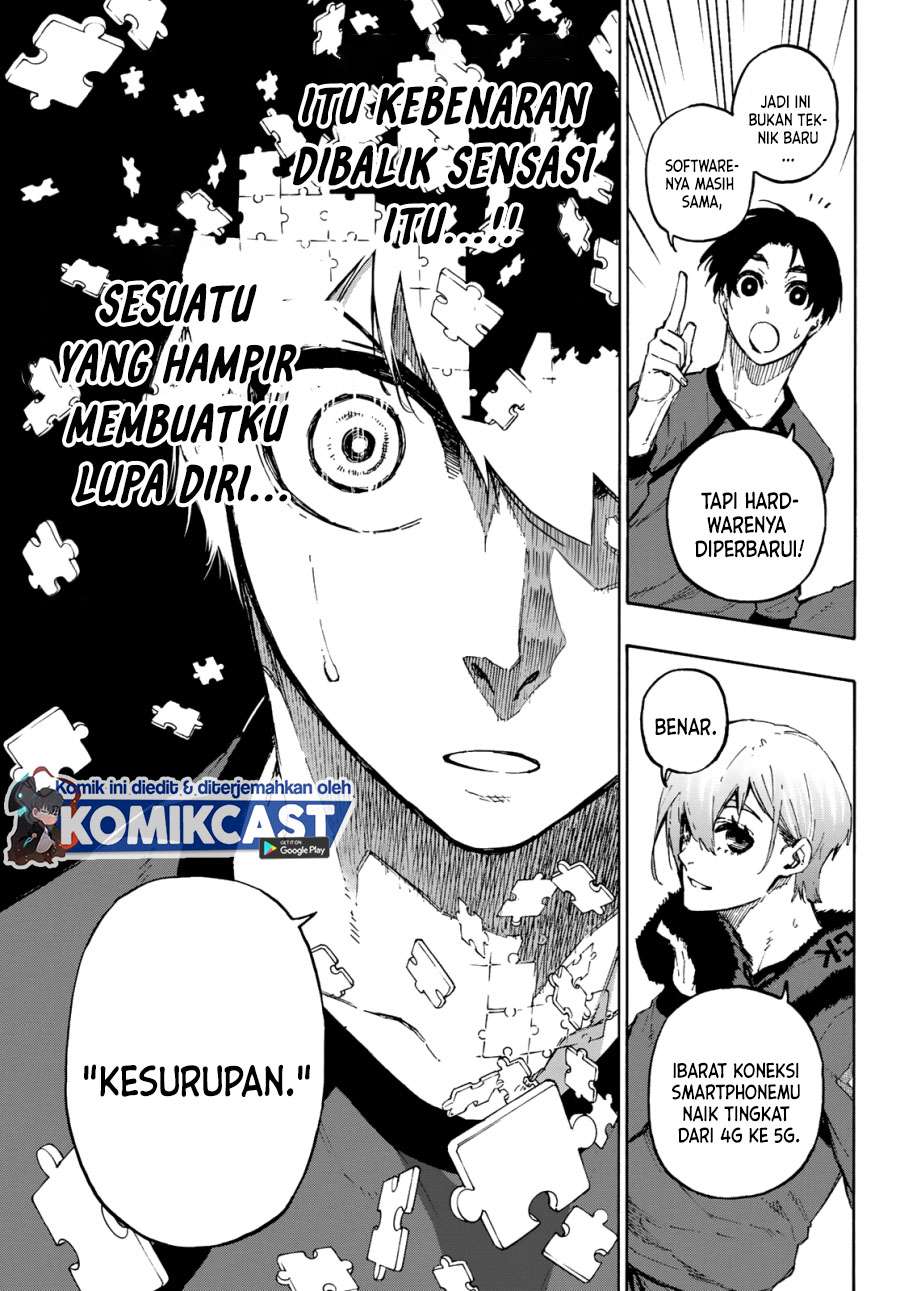 JADI INI
BUKAN TEK-
NIK BARU
...
SOFTWARE-
NYA MASIH
SAMA,
TAPI HARD-
WARENYA
DIPERBARUI!
BENAR.
CK
IBARAT KONEKSI
SMARTPHONEMU
NAIK TINGKAT
DARI 4G KE 5G.
ITU KEBENARAN
DIBALIK SENSASI
ITU...!!
SESUATU
YANG HAMPIR
MEMBUATKU
LUPA DIRI...
Komik ini diedit & diterjemahkan oleh
KOMIKCAST
GET IT ON
Google Play
"KESURUPAN."